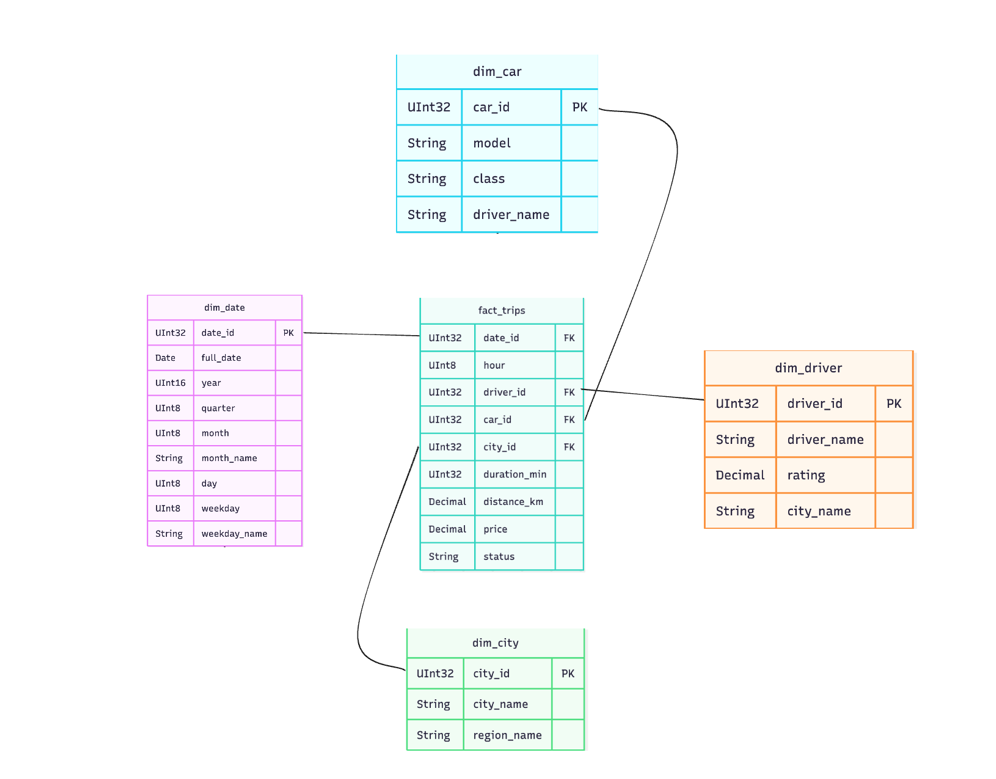 dim_car
UInt32 car_id PK
String model
String class
String driver_name
dim_date
UInt32 date_id PK
Date full_date
UInt16 year
UInt8 quarter
UInt8 month
String month_name
UInt8 day
UInt8 weekday
String weekday_name
fact_trips
UInt32 date_id FK
UInt8 hour
UInt32 driver_id FK
UInt32 car_id FK
UInt32 city_id FK
UInt32 duration_min
Decimal distance_km
Decimal price
String status
dim_driver
UInt32 driver_id PK
String driver_name
Decimal rating
String city_name
dim_city
UInt32 city_id PK
String city_name
String region_name